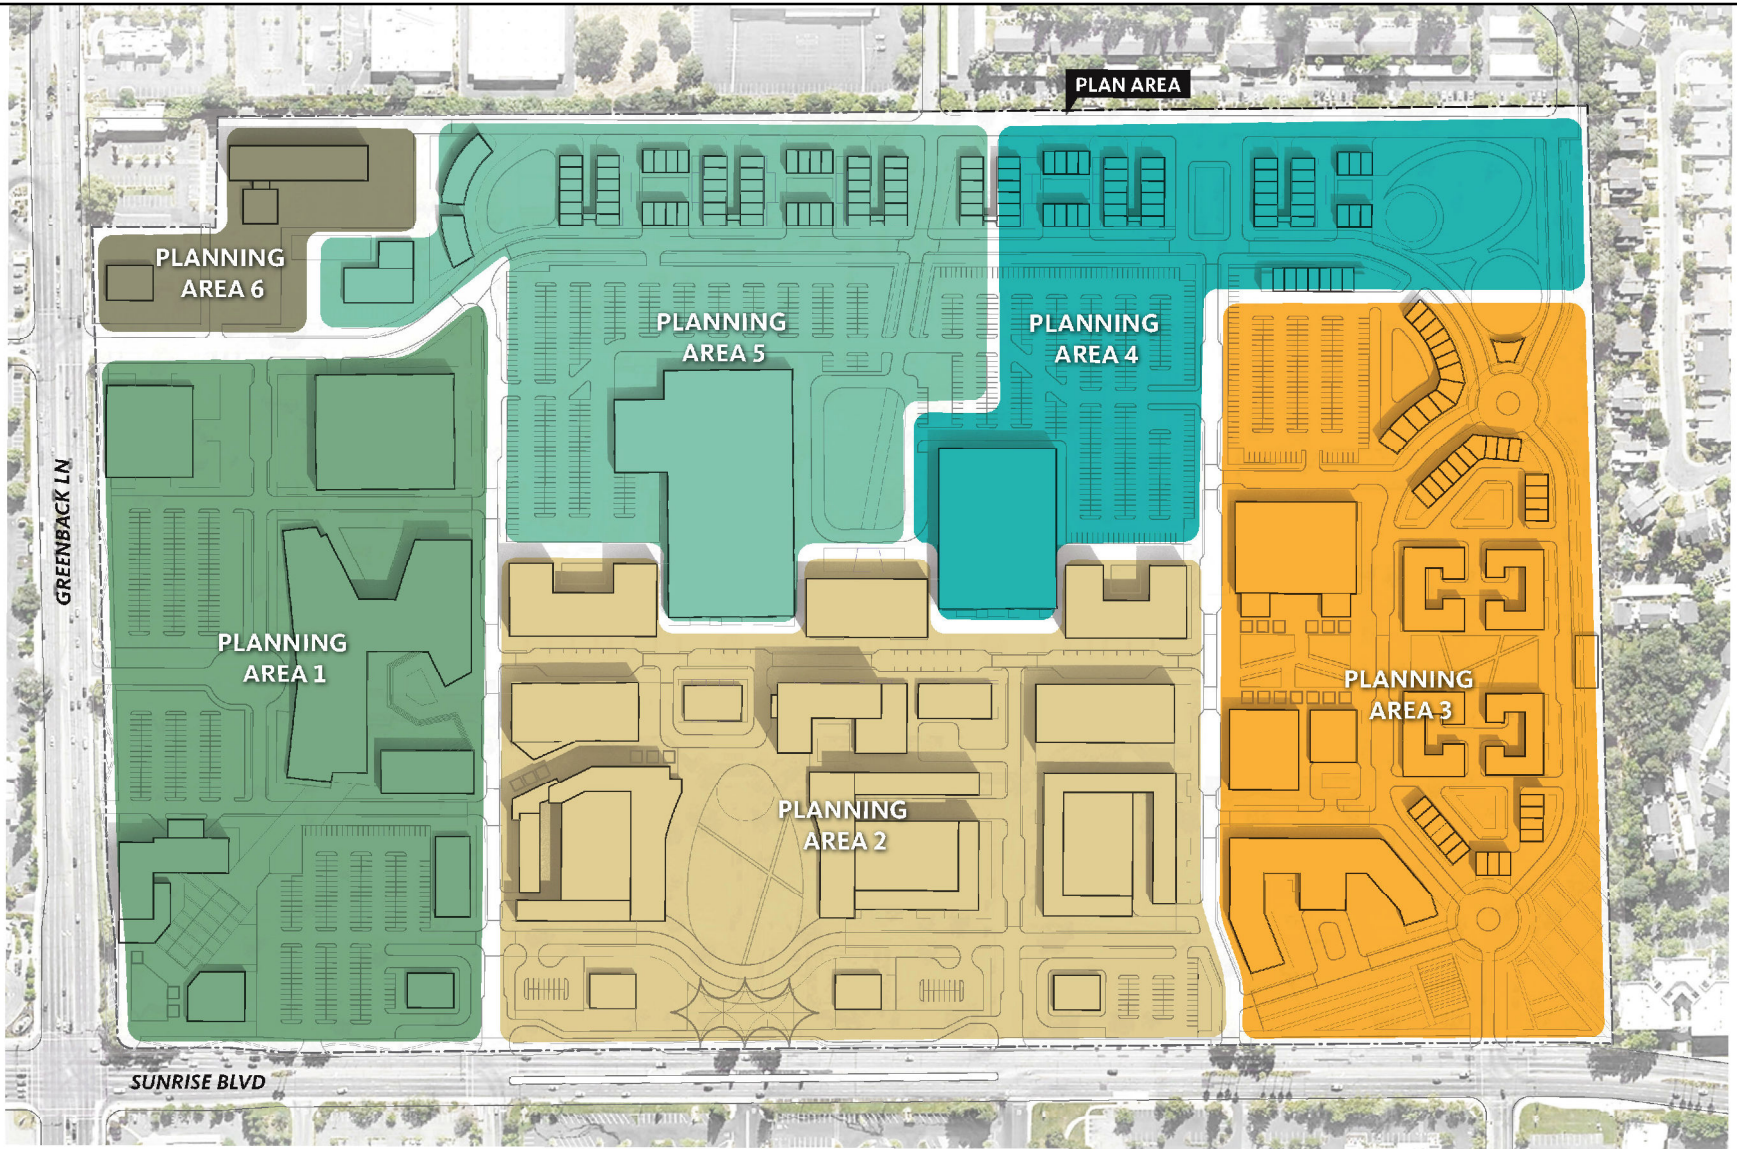 PLAN AREA
PLANNING
AREA 6
PLANNING
AREA 5
PLANNING
AREA 4
GREENBACK LN
PLANNING
AREA 1
PLANNING
AREA 3
PLANNING
AREA 2
SUNRISE BLVD